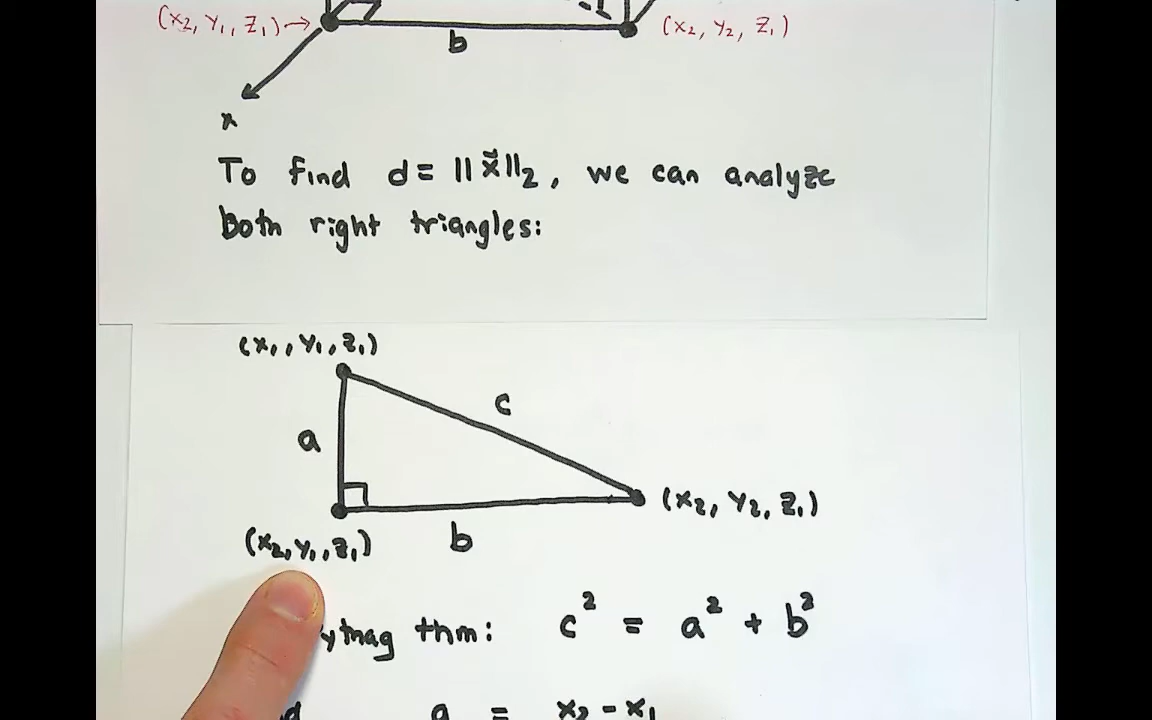 (x₂, y₁, z₁) →
(x₂, y₂, z₁)
b
x
To find d = ||x⃗||₂, we can analyze
both right triangles:
(x₁, y₁, z₁)
c
a
(x₂, y₂, z₁)
(x₂, y₁, z₁)
b
thm: c² = a² + b²
a = x₂ - x₁